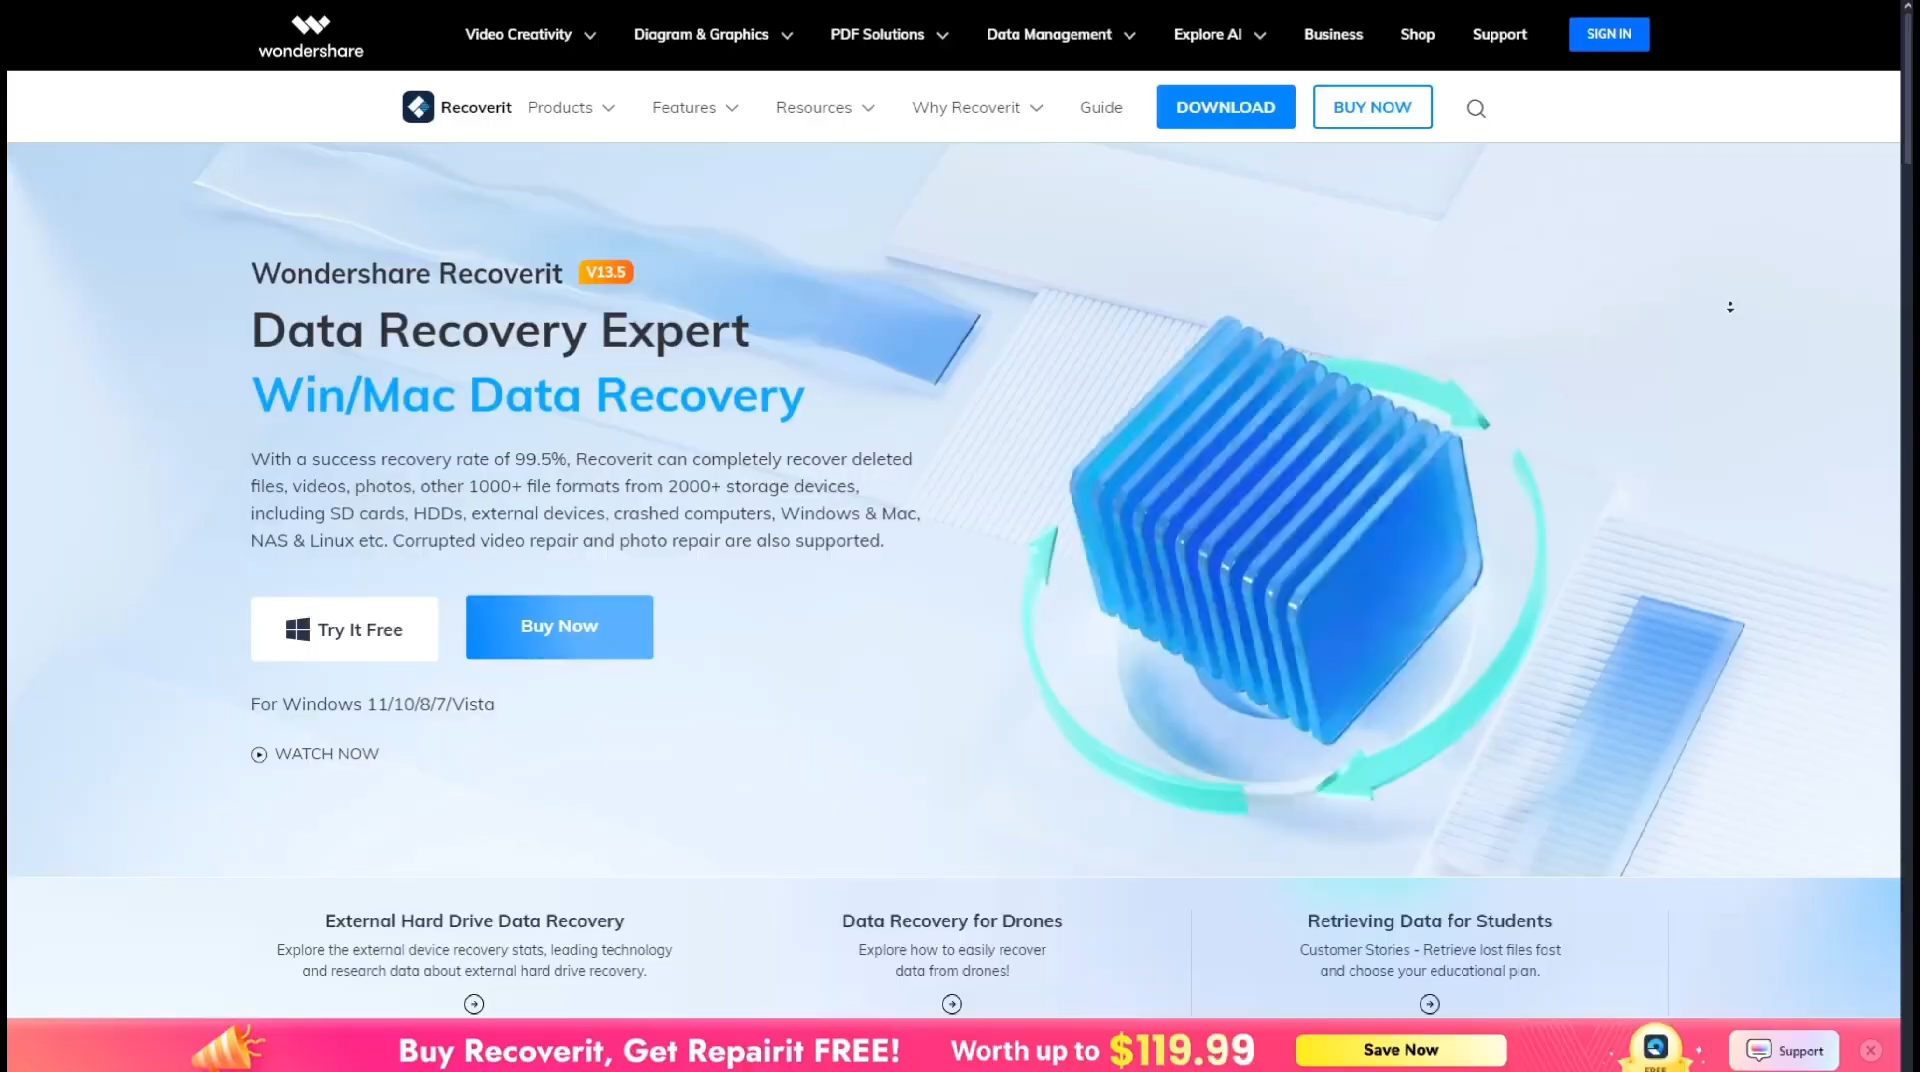 wondershare
Video Creativity
Diagram & Graphics
PDF Solutions
Data Management
Explore AI
Business
Shop
Support
SIGN IN
Recoverit
Products
Features
Resources
Why Recoverit
Guide
DOWNLOAD
BUY NOW
Wondershare Recoverit V13.5
Data Recovery Expert
Win/Mac Data Recovery
With a success recovery rate of 99.5%, Recoverit can completely recover deleted
files, videos, photos, other 1000+ file formats from 2000+ storage devices,
including SD cards, HDDs, external devices, crashed computers, Windows & Mac,
NAS & Linux etc. Corrupted video repair and photo repair are also supported.
Try It Free
Buy Now
For Windows 11/10/8/7/Vista
WATCH NOW
External Hard Drive Data Recovery
Explore the external device recovery stats, leading technology
and research data about external hard drive recovery.
Data Recovery for Drones
Explore how to easily recover
data from drones!
Retrieving Data for Students
Customer Stories - Retrieve lost files fast
and choose your educational plan.
Buy Recoverit, Get Repairit FREE!
Worth up to $119.99
Save Now
FREE
Support